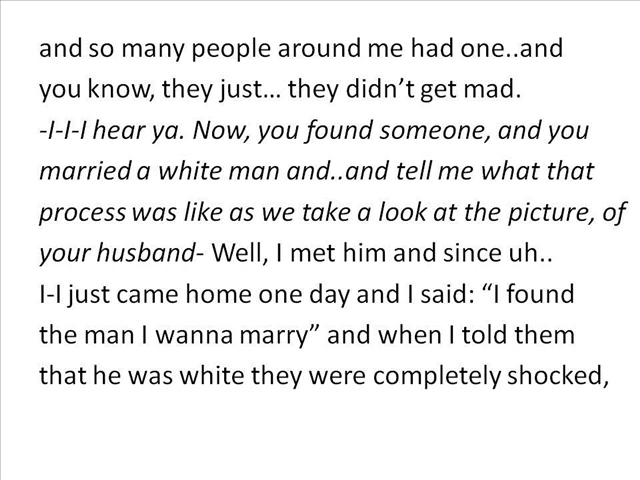 and so many people around me had one..and
you know, they just... they didn’t get mad.
-I-I-I hear ya. Now, you found someone, and you
married a white man and..and tell me what that
process was like as we take a look at the picture, of
your husband- Well, I met him and since uh..
I-I just came home one day and I said: “I found
the man I wanna marry” and when I told them
that he was white they were completely shocked,